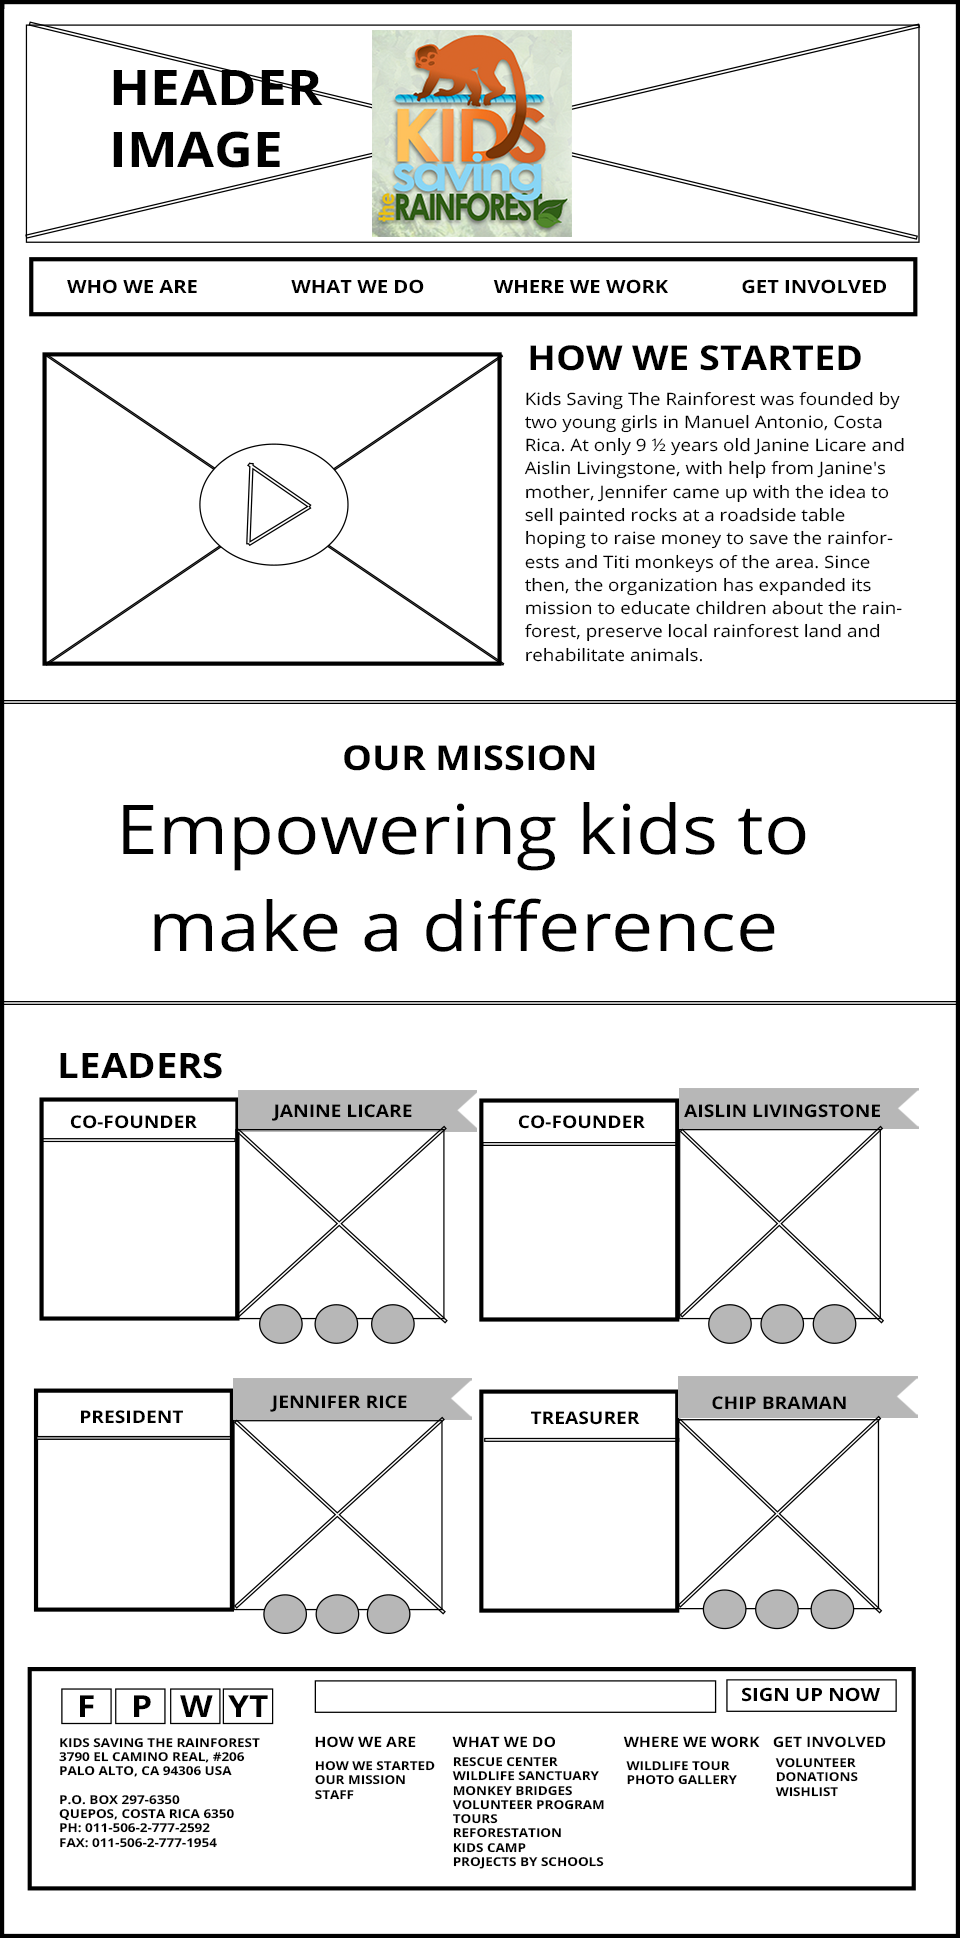 HEADER
IMAGE
KIDS
saving
the RAINFOREST
WHO WE ARE
WHAT WE DO
WHERE WE WORK
GET INVOLVED
HOW WE STARTED
Kids Saving The Rainforest was founded by
two young girls in Manuel Antonio, Costa
Rica. At only 9 ½ years old Janine Licare and
Aislin Livingstone, with help from Janine's
mother, Jennifer came up with the idea to
sell painted rocks at a roadside table
hoping to raise money to save the rainfor-
ests and Titi monkeys of the area. Since
then, the organization has expanded its
mission to educate children about the rain-
forest, preserve local rainforest land and
rehabilitate animals.
OUR MISSION
Empowering kids to
make a difference
LEADERS
CO-FOUNDER
JANINE LICARE
CO-FOUNDER
AISLIN LIVINGSTONE
PRESIDENT
JENNIFER RICE
TREASURER
CHIP BRAMAN
F P W YT
SIGN UP NOW
KIDS SAVING THE RAINFOREST
3790 EL CAMINO REAL, #206
PALO ALTO, CA 94306 USA
P.O. BOX 297-6350
QUEPOS, COSTA RICA 6350
PH: 011-506-2-777-2592
FAX: 011-506-2-777-1954
HOW WE ARE
HOW WE STARTED
OUR MISSION
STAFF
WHAT WE DO
RESCUE CENTER
WILDLIFE SANCTUARY
MONKEY BRIDGES
VOLUNTEER PROGRAM
TOURS
REFORESTATION
KIDS CAMP
PROJECTS BY SCHOOLS
WHERE WE WORK
WILDLIFE TOUR
PHOTO GALLERY
GET INVOLVED
VOLUNTEER
DONATIONS
WISHLIST